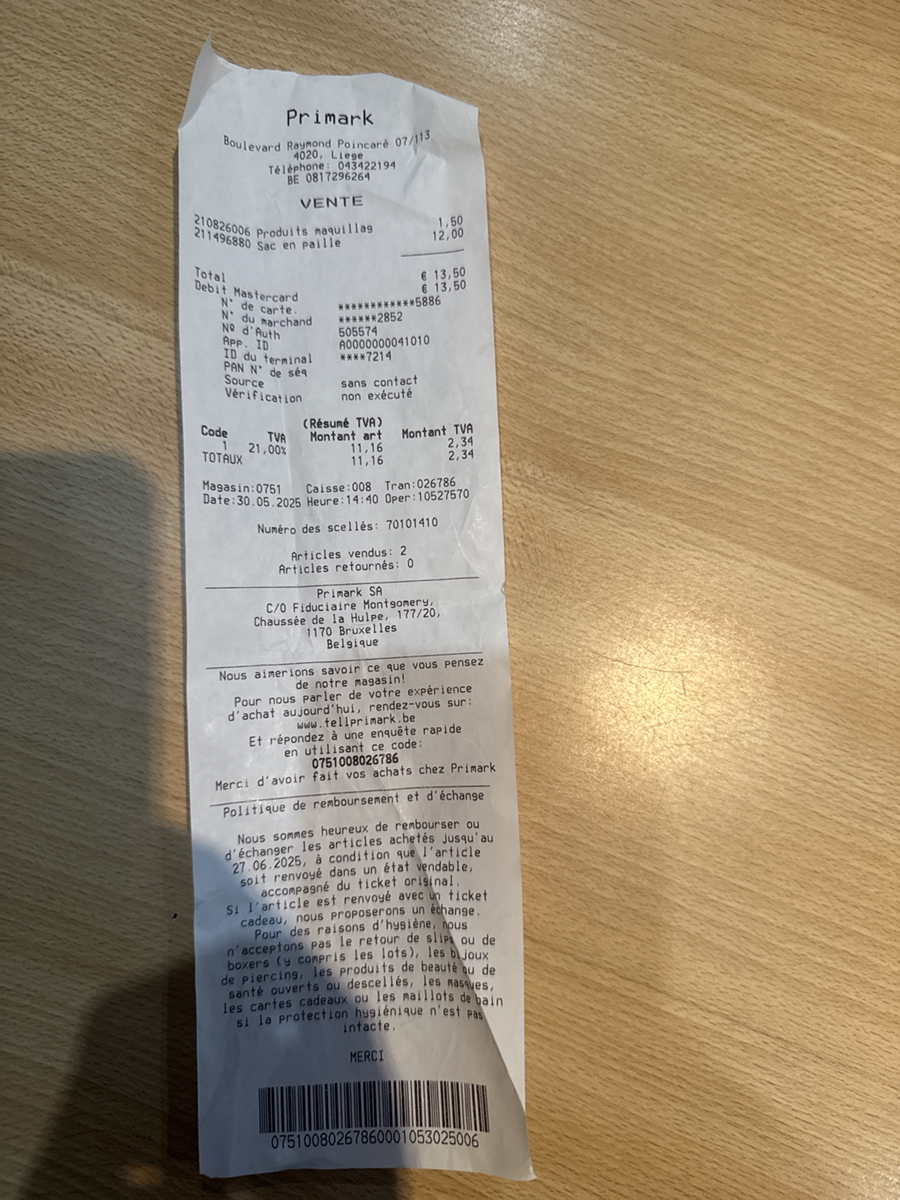 Primark
Boulevard Raymond Poincaré 07/113
4020, Liege
Téléphone: 043422194
BE 0817296264
VENTE
210826006 Produits maquillag 1,50
211496880 Sac en paille 12,00
Total € 13,50
Debit Mastercard € 13,50
N° de carte. ************5886
N° du marchand ******2852
Nº d'Auth 505574
App. ID A0000000041010
ID du terminal ****7214
PAN N° de séq
Source sans contact
Vérification non exécuté
(Résumé TVA)
Code TVA Montant art Montant TVA
1 21,00% 11,16 2,34
TOTAUX 11,16 2,34
Magasin:0751 Caisse:008 Tran:026786
Date:30.05.2025 Heure:14:40 Oper:10527570
Numéro des scellés: 70101410
Articles vendus: 2
Articles retournés: 0
Primark SA
C/O Fiduciaire Montgomery,
Chaussée de la Hulpe, 177/20,
1170 Bruxelles
Belgique
Nous aimerions savoir ce que vous pensez
de notre magasin!
Pour nous parler de votre expérience
d'achat aujourd'hui, rendez-vous sur:
www.tellprimark.be
Et répondez à une enquête rapide
en utilisant ce code:
0751008026786
Merci d'avoir fait vos achats chez Primark
Politique de remboursement et d'échange
Nous sommes heureux de rembourser ou
d'échanger les articles achetés jusqu'au
27.06.2025, à condition que l'article
soit renvoyé dans un état vendable,
accompagné du ticket original.
Si l'article est renvoyé avec un ticket
cadeau, nous proposerons un échange.
Pour des raisons d'hygiène, nous
n'acceptons pas le retour de slips ou de
boxers (y compris les lots), les bijoux
de piercing, les produits de beauté ou de
santé ouverts ou descellés, les masques,
les cartes cadeaux ou les maillots de bain
si la protection hygiénique n'est pas
intacte.
MERCI
07510080267860001053025006